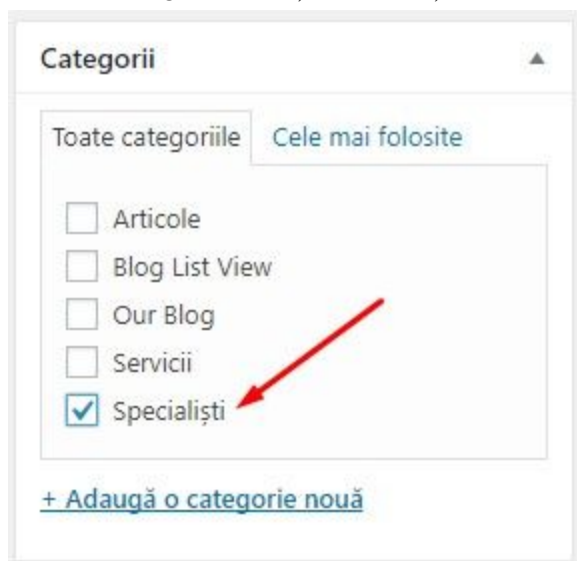 Categorii
Toate categoriile
Cele mai folosite
Articole
Blog List View
Our Blog
Servicii
Specialiști
+ Adaugă o categorie nouă